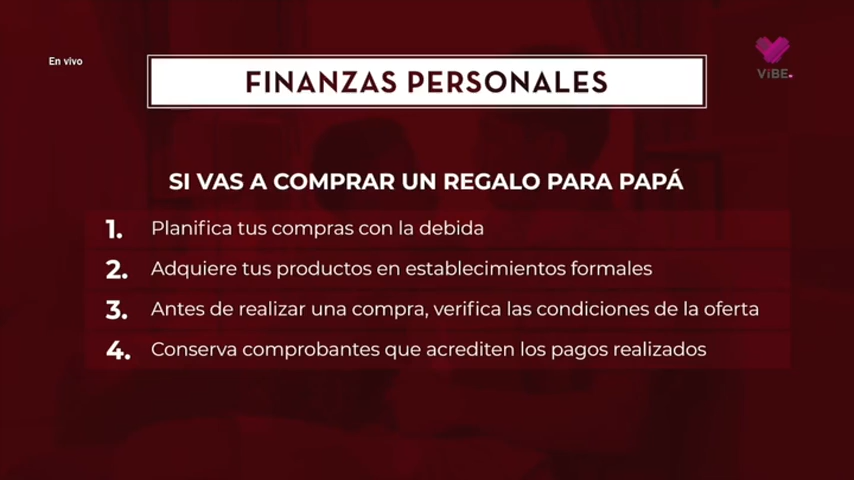 En vivo
ViBE
FINANZAS PERSONALES
SI VAS A COMPRAR UN REGALO PARA PAPÁ
1. Planifica tus compras con la debida
2. Adquiere tus productos en establecimientos formales
3. Antes de realizar una compra, verifica las condiciones de la oferta
4. Conserva comprobantes que acrediten los pagos realizados